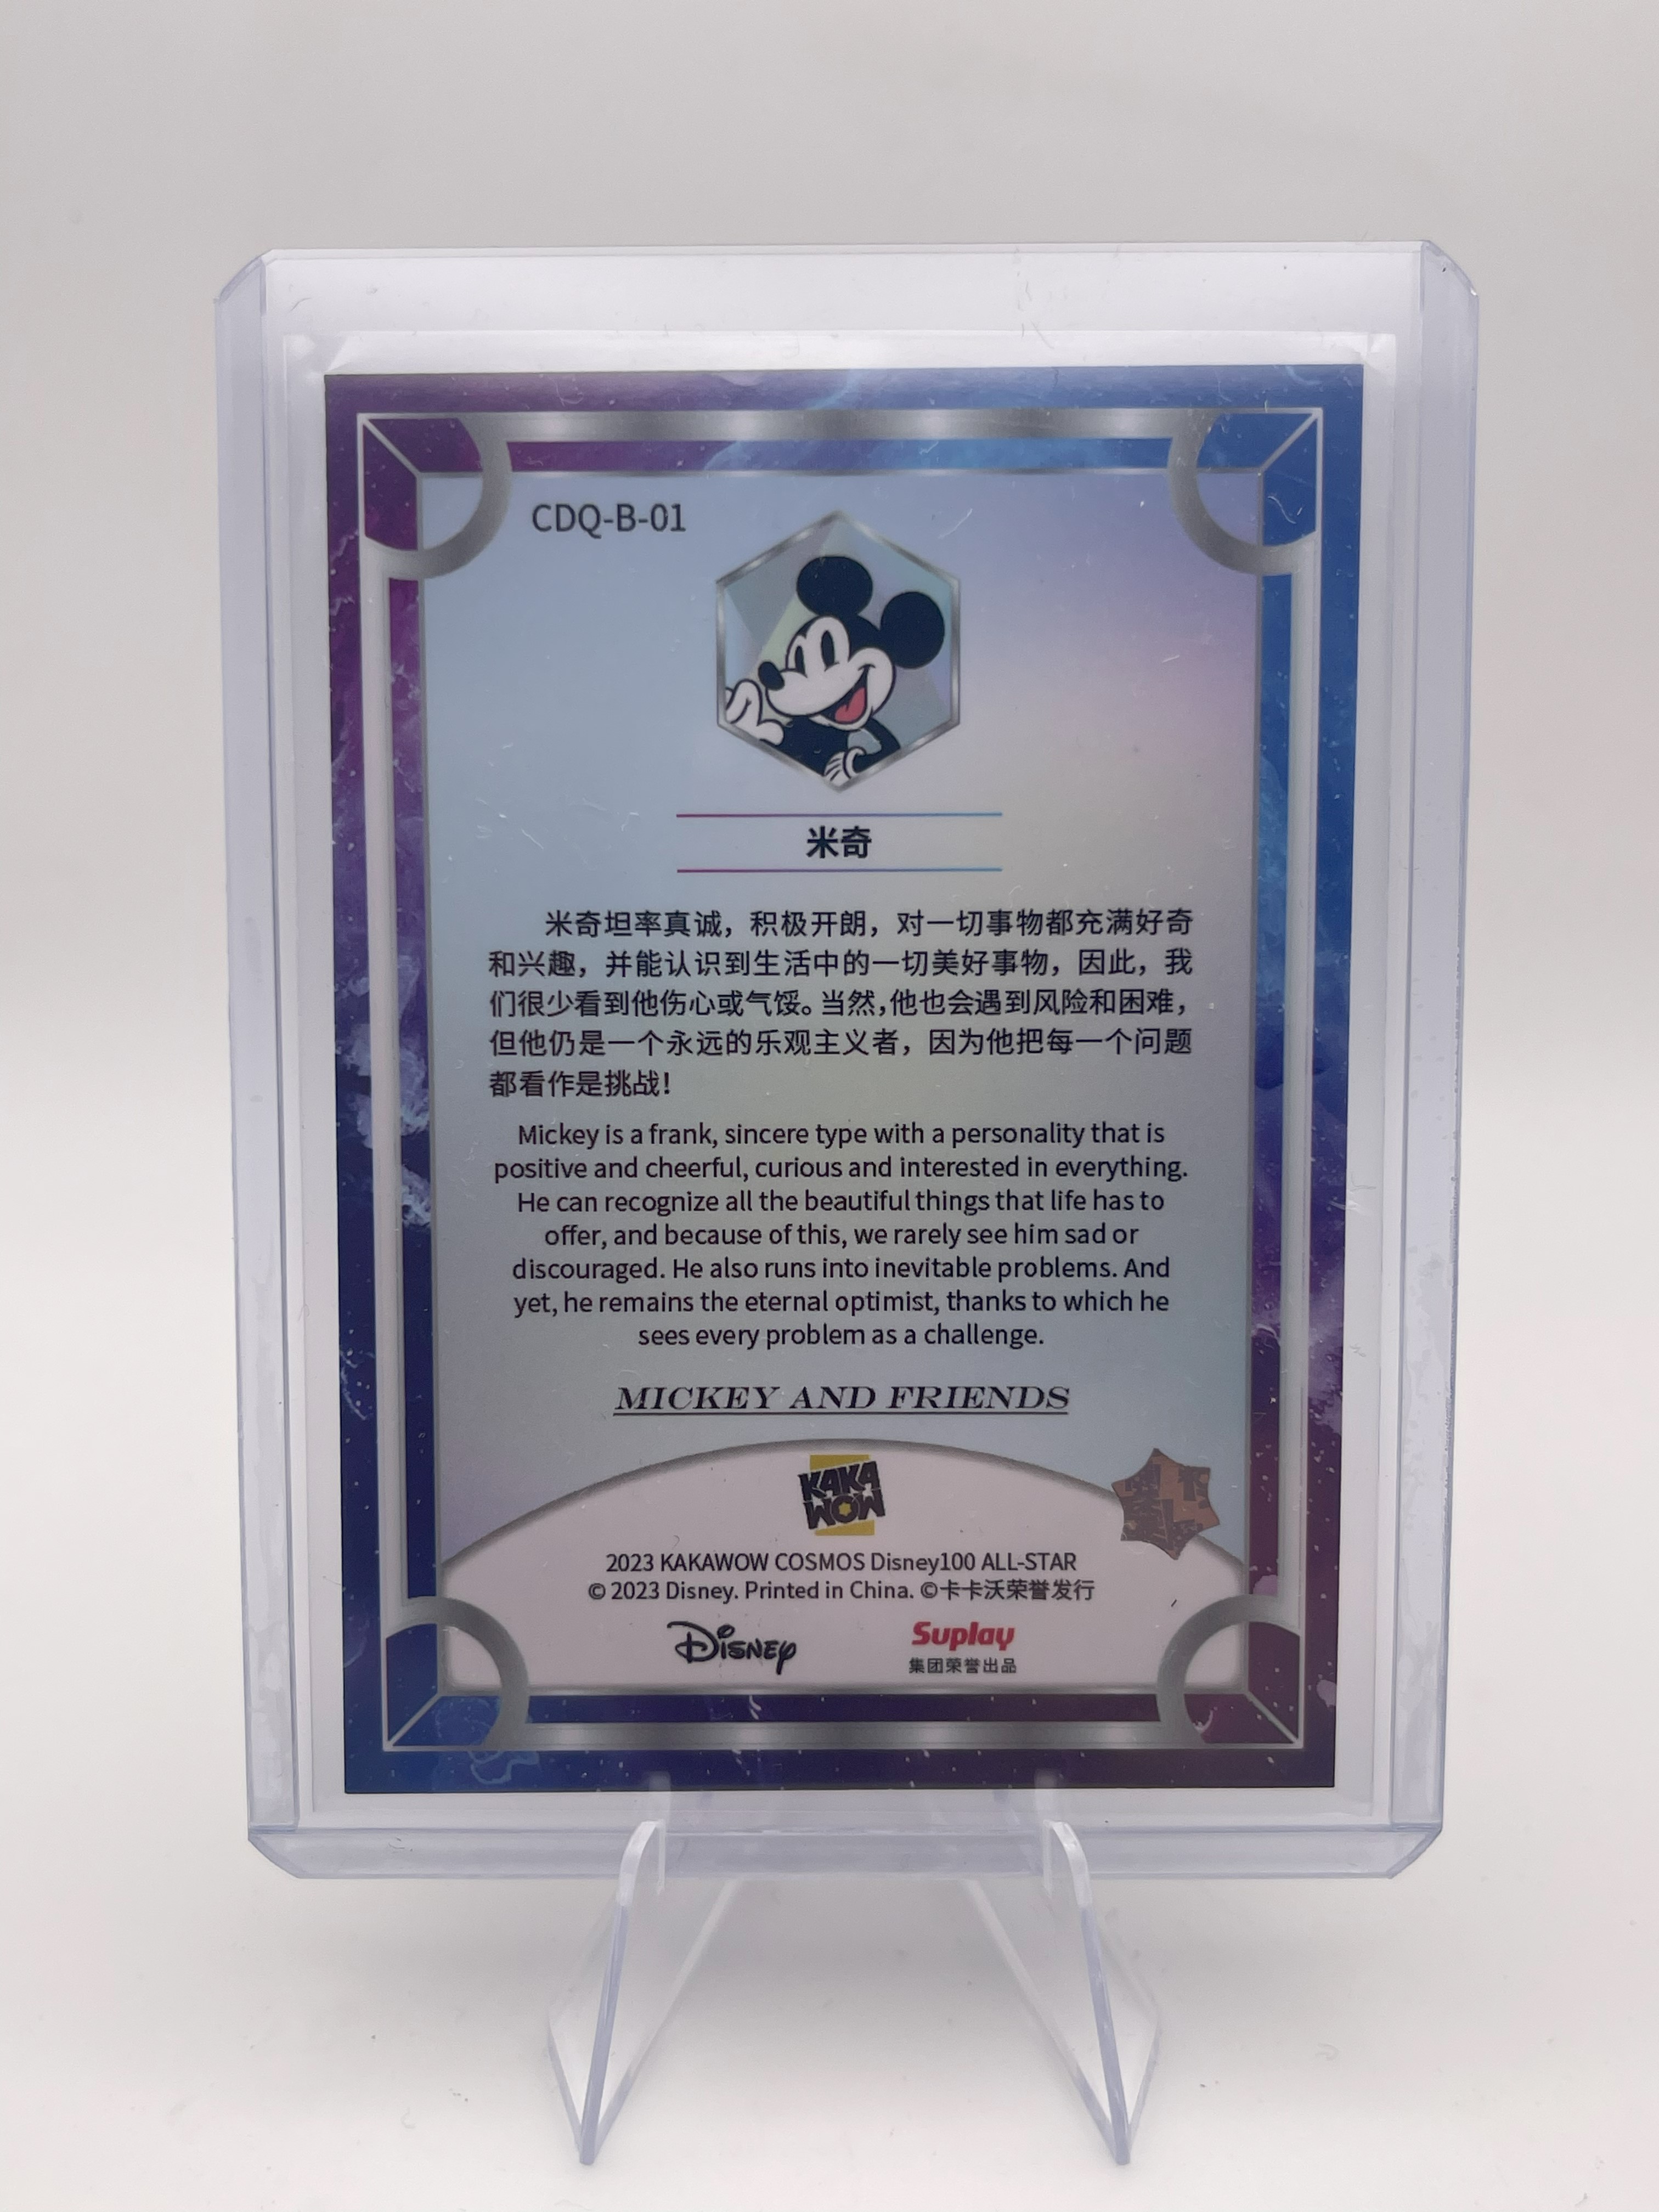 CDQ-B-01
米奇
米奇坦率真诚，积极开朗，对一切事物都充满好奇
和兴趣，并能认识到生活中的一切美好事物，因此，我
们很少看到他伤心或气馁。当然，他也会遇到风险和困难，
但他仍是一个永远的乐观主义者，因为他把每一个问题
都看作是挑战！
Mickey is a frank, sincere type with a personality that is
positive and cheerful, curious and interested in everything.
He can recognize all the beautiful things that life has to
offer, and because of this, we rarely see him sad or
discouraged. He also runs into inevitable problems. And
yet, he remains the eternal optimist, thanks to which he
sees every problem as a challenge.
MICKEY AND FRIENDS
KAKA
WOW
2023 KAKAWOW COSMOS Disney100 ALL-STAR
© 2023 Disney. Printed in China. ©卡卡沃荣誉发行
Disney
Suplay
集团荣誉出品